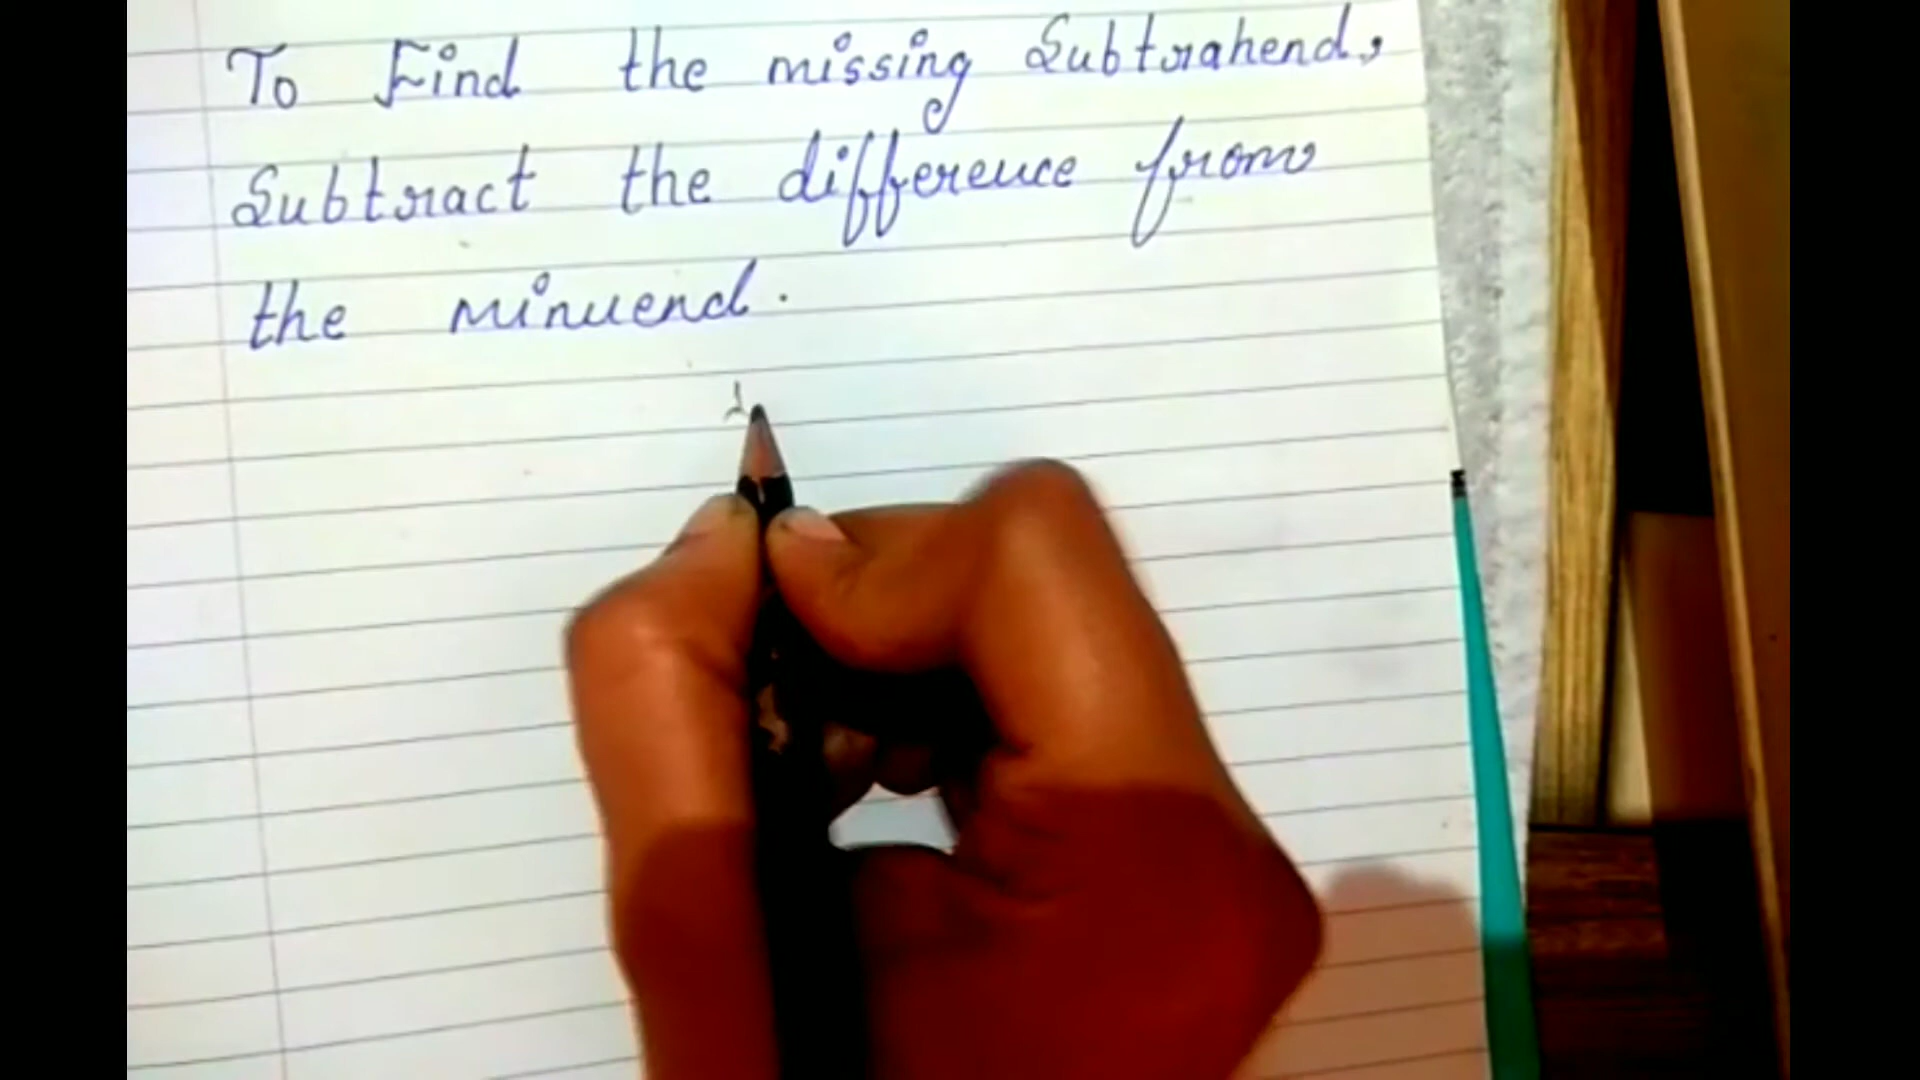 To Find the missing Subtrahend,
Subtract the difference from
the minuend.